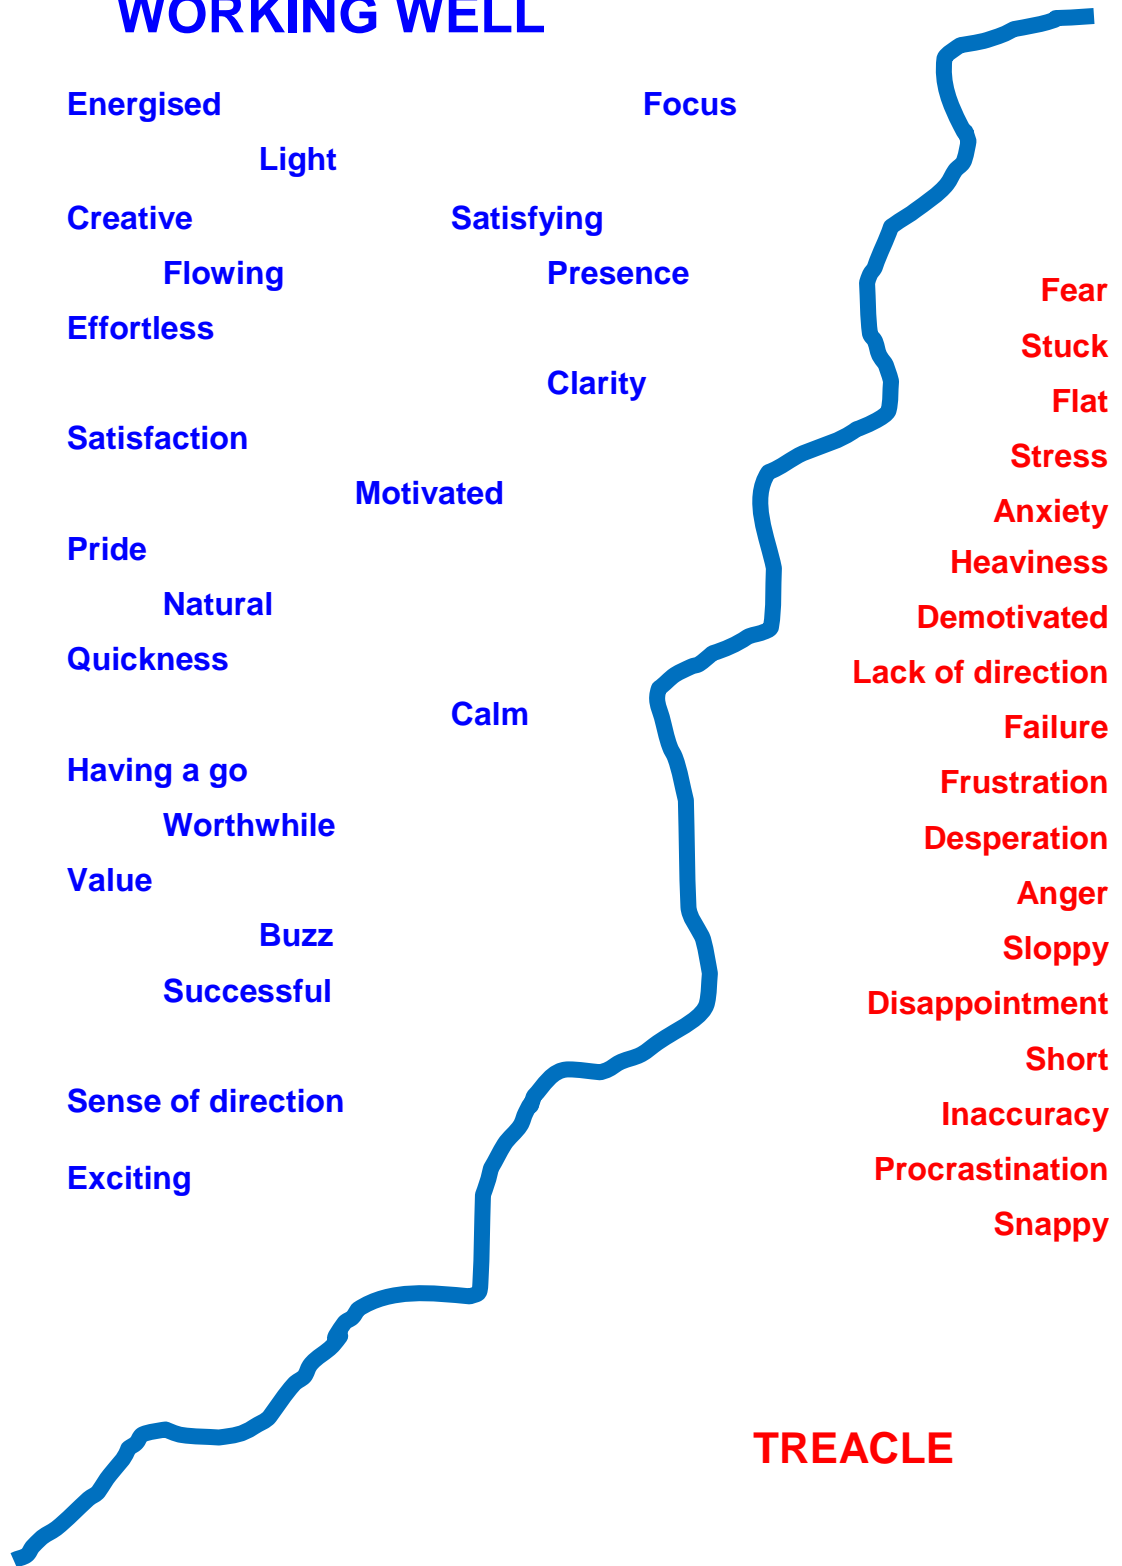 WORKING WELL
Energised Focus
Light
Creative Satisfying
Flowing Presence
Effortless
Clarity
Satisfaction
Motivated
Pride
Natural
Quickness
Calm
Having a go
Worthwhile
Value
Buzz
Successful
Sense of direction
Exciting
Fear
Stuck
Flat
Stress
Anxiety
Heaviness
Demotivated
Lack of direction
Failure
Frustration
Desperation
Anger
Sloppy
Disappointment
Short
Inaccuracy
Procrastination
Snappy
TREACLE